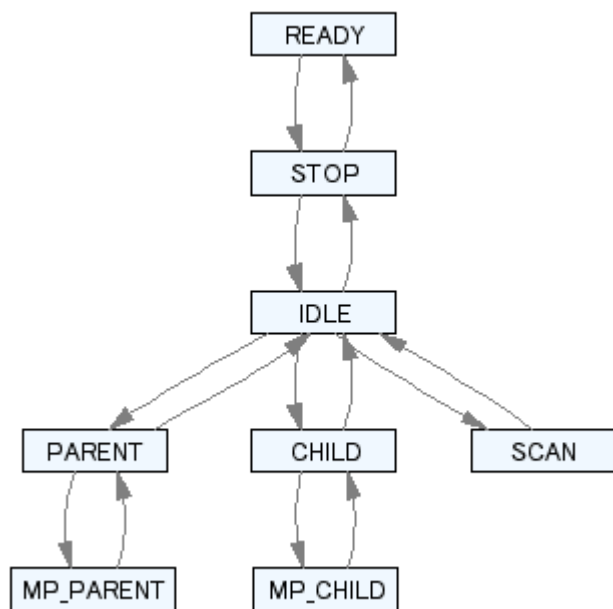 READY
STOP
IDLE
PARENT CHILD SCAN
MP_PARENT MP_CHILD